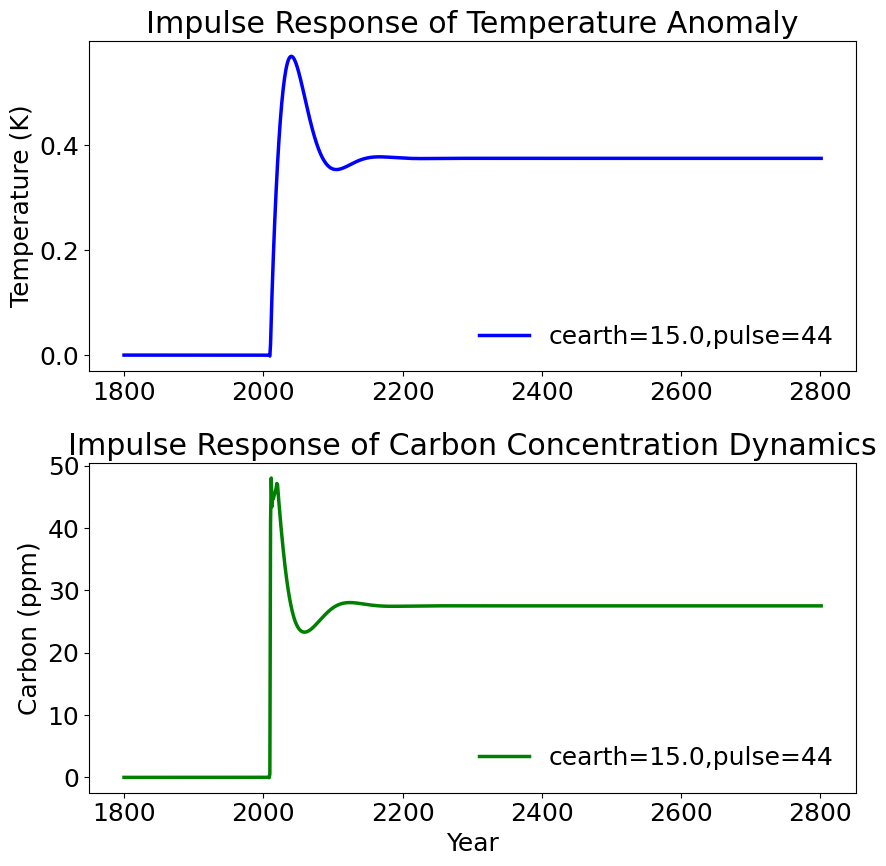 Impulse Response of Temperature Anomaly
Temperature (K)
0.4
0.2
0.0
cearth=15.0,pulse=44
1800 2000 2200 2400 2600 2800
Impulse Response of Carbon Concentration Dynamics
Carbon (ppm)
50
40
30
20
10
0
cearth=15.0,pulse=44
1800 2000 2200 2400 2600 2800
Year